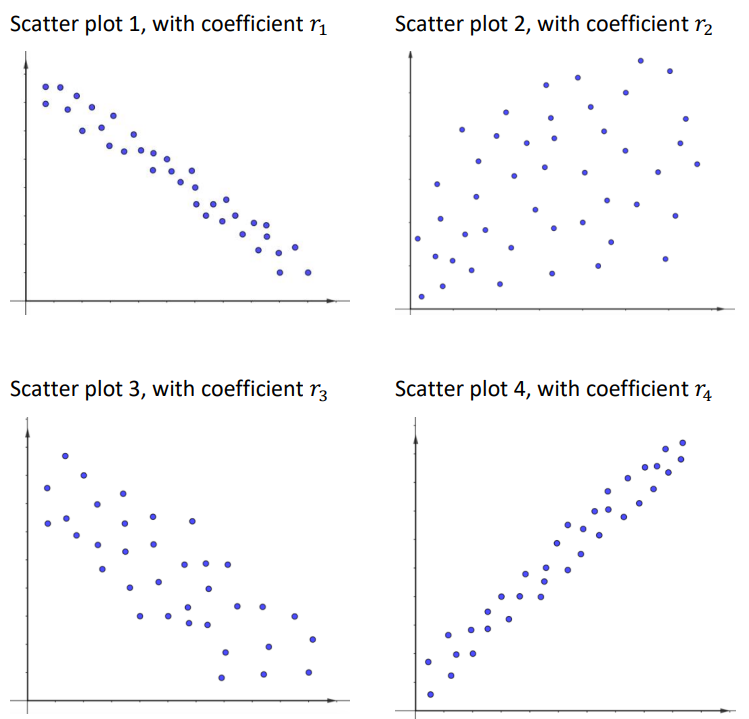 Scatter plot 1, with coefficient r₁
Scatter plot 2, with coefficient r₂
Scatter plot 3, with coefficient r₃
Scatter plot 4, with coefficient r₄